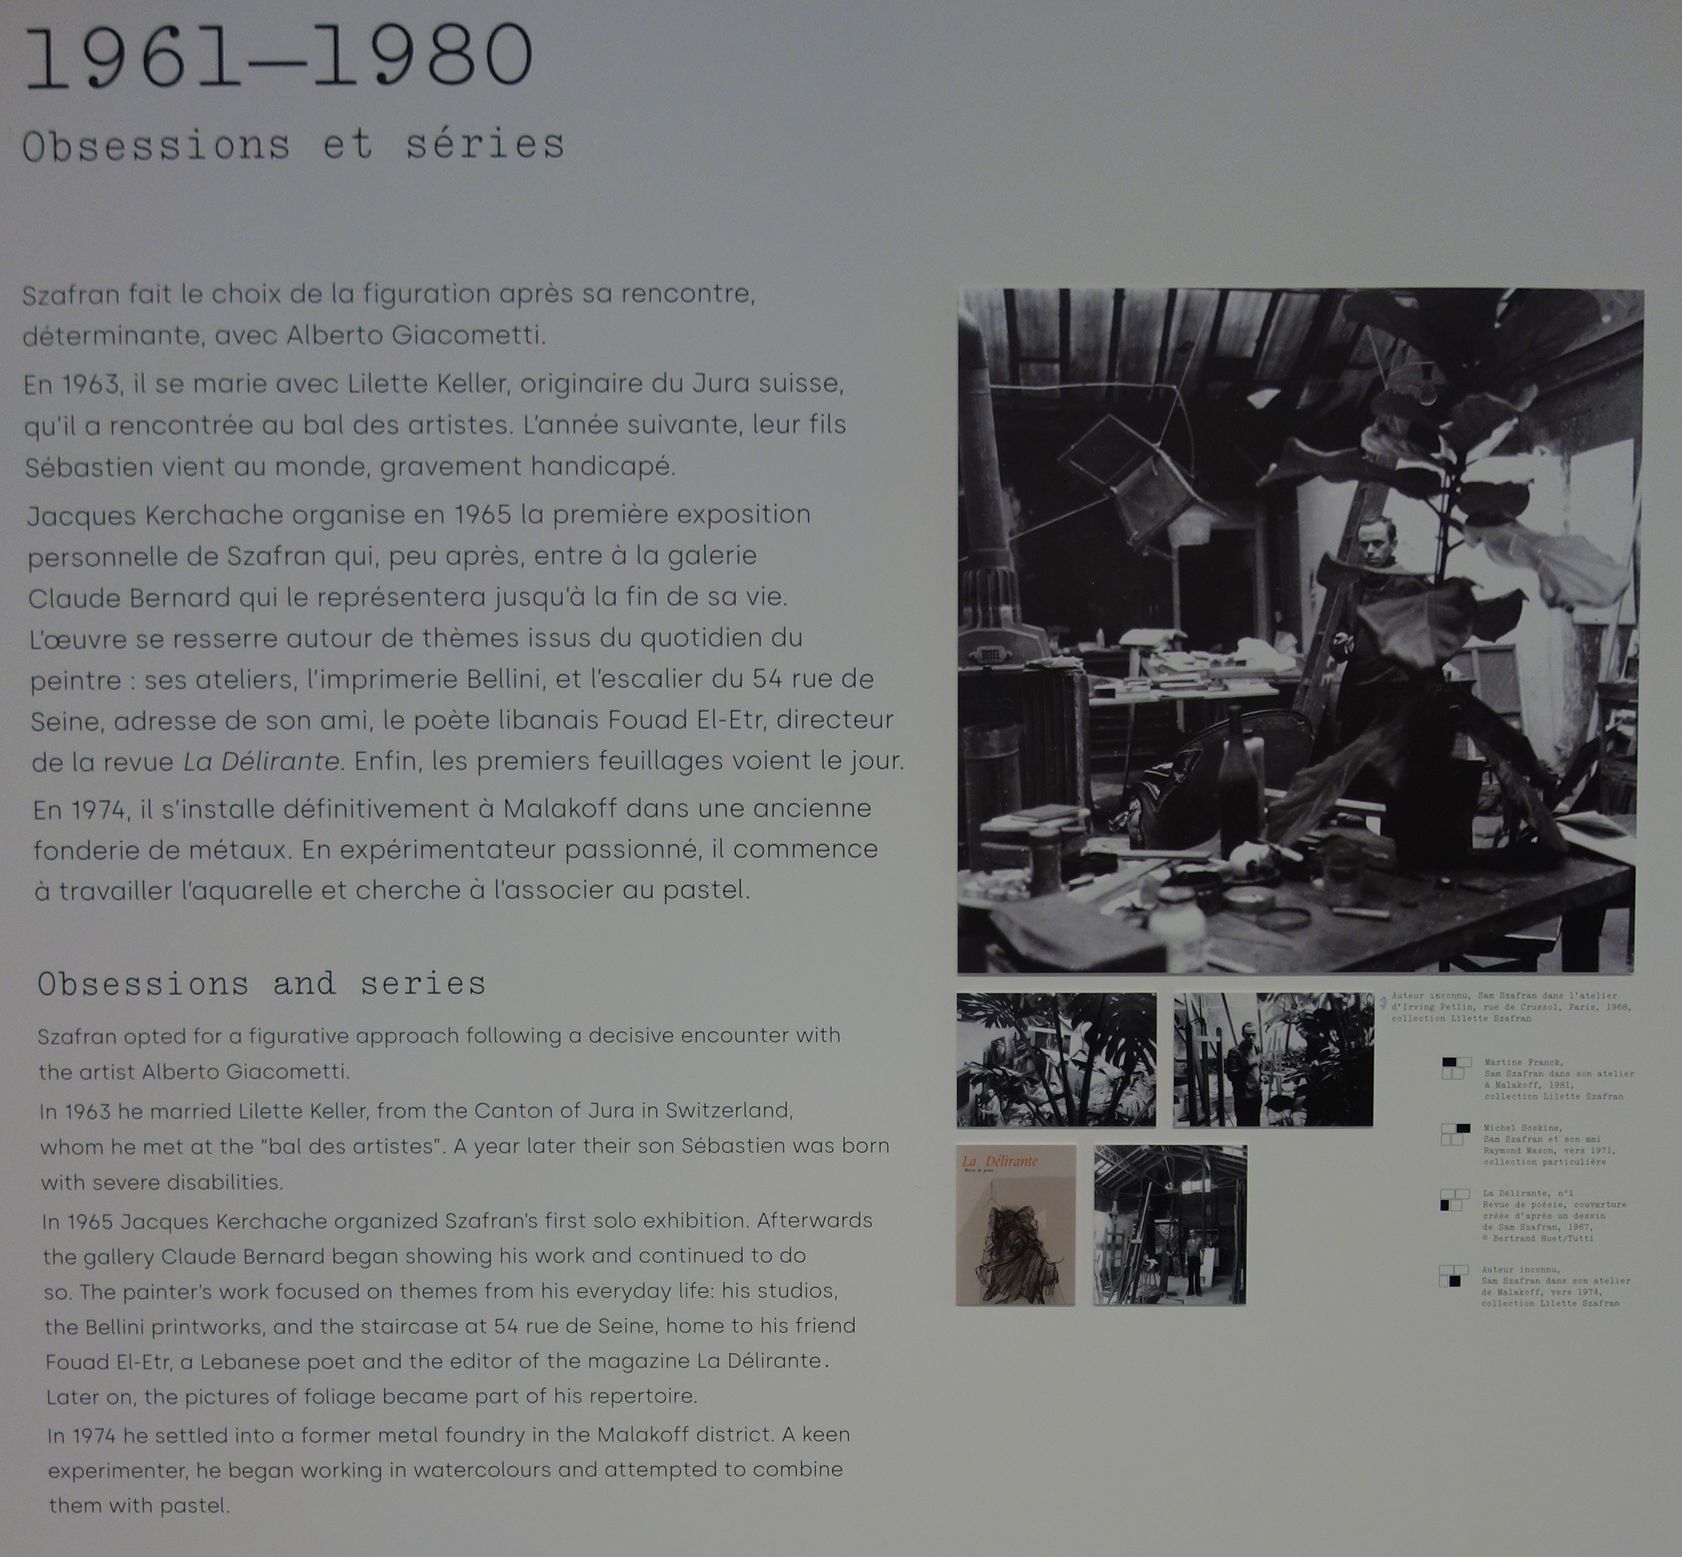 1961—1980
Obsessions et séries
Szafran fait le choix de la figuration après sa rencontre,
déterminante, avec Alberto Giacometti.
En 1963, il se marie avec Lilette Keller, originaire du Jura suisse,
qu'il a rencontrée au bal des artistes. L'année suivante, leur fils
Sébastien vient au monde, gravement handicapé.
Jacques Kerchache organise en 1965 la première exposition
personnelle de Szafran qui, peu après, entre à la galerie
Claude Bernard qui le représentera jusqu'à la fin de sa vie.
L'œuvre se resserre autour de thèmes issus du quotidien du
peintre : ses ateliers, l'imprimerie Bellini, et l'escalier du 54 rue de
Seine, adresse de son ami, le poète libanais Fouad El-Etr, directeur
de la revue La Délirante. Enfin, les premiers feuillages voient le jour.
En 1974, il s'installe définitivement à Malakoff dans une ancienne
fonderie de métaux. En expérimentateur passionné, il commence
à travailler l'aquarelle et cherche à l'associer au pastel.
Obsessions and series
Szafran opted for a figurative approach following a decisive encounter with
the artist Alberto Giacometti.
In 1963 he married Lilette Keller, from the Canton of Jura in Switzerland,
whom he met at the “bal des artistes”. A year later their son Sébastien was born
with severe disabilities.
In 1965 Jacques Kerchache organized Szafran's first solo exhibition. Afterwards
the gallery Claude Bernard began showing his work and continued to do
so. The painter's work focused on themes from his everyday life: his studios,
the Bellini printworks, and the staircase at 54 rue de Seine, home to his friend
Fouad El-Etr, a Lebanese poet and the editor of the magazine La Délirante.
Later on, the pictures of foliage became part of his repertoire.
In 1974 he settled into a former metal foundry in the Malakoff district. A keen
experimenter, he began working in watercolours and attempted to combine
them with pastel.
Auteur inconnu, Sam Szafran dans l'atelier
d'Irving Petlin, rue de Crussol, Paris, 1968,
collection Lilette Szafran
Martine Franck,
Sam Szafran dans son atelier
à Malakoff, 1981,
collection Lilette Szafran
Michel Soskine,
Sam Szafran et son ami
Raymond Mason, vers 1971,
collection particulière
La Délirante, n°1
Revue de poésie, couverture
créée d'après un dessin
de Sam Szafran, 1967,
© Bertrand Huet/Tutti
Auteur inconnu,
Sam Szafran dans son atelier
de Malakoff, vers 1974,
collection Lilette Szafran
La Délirante
Revue de poésie